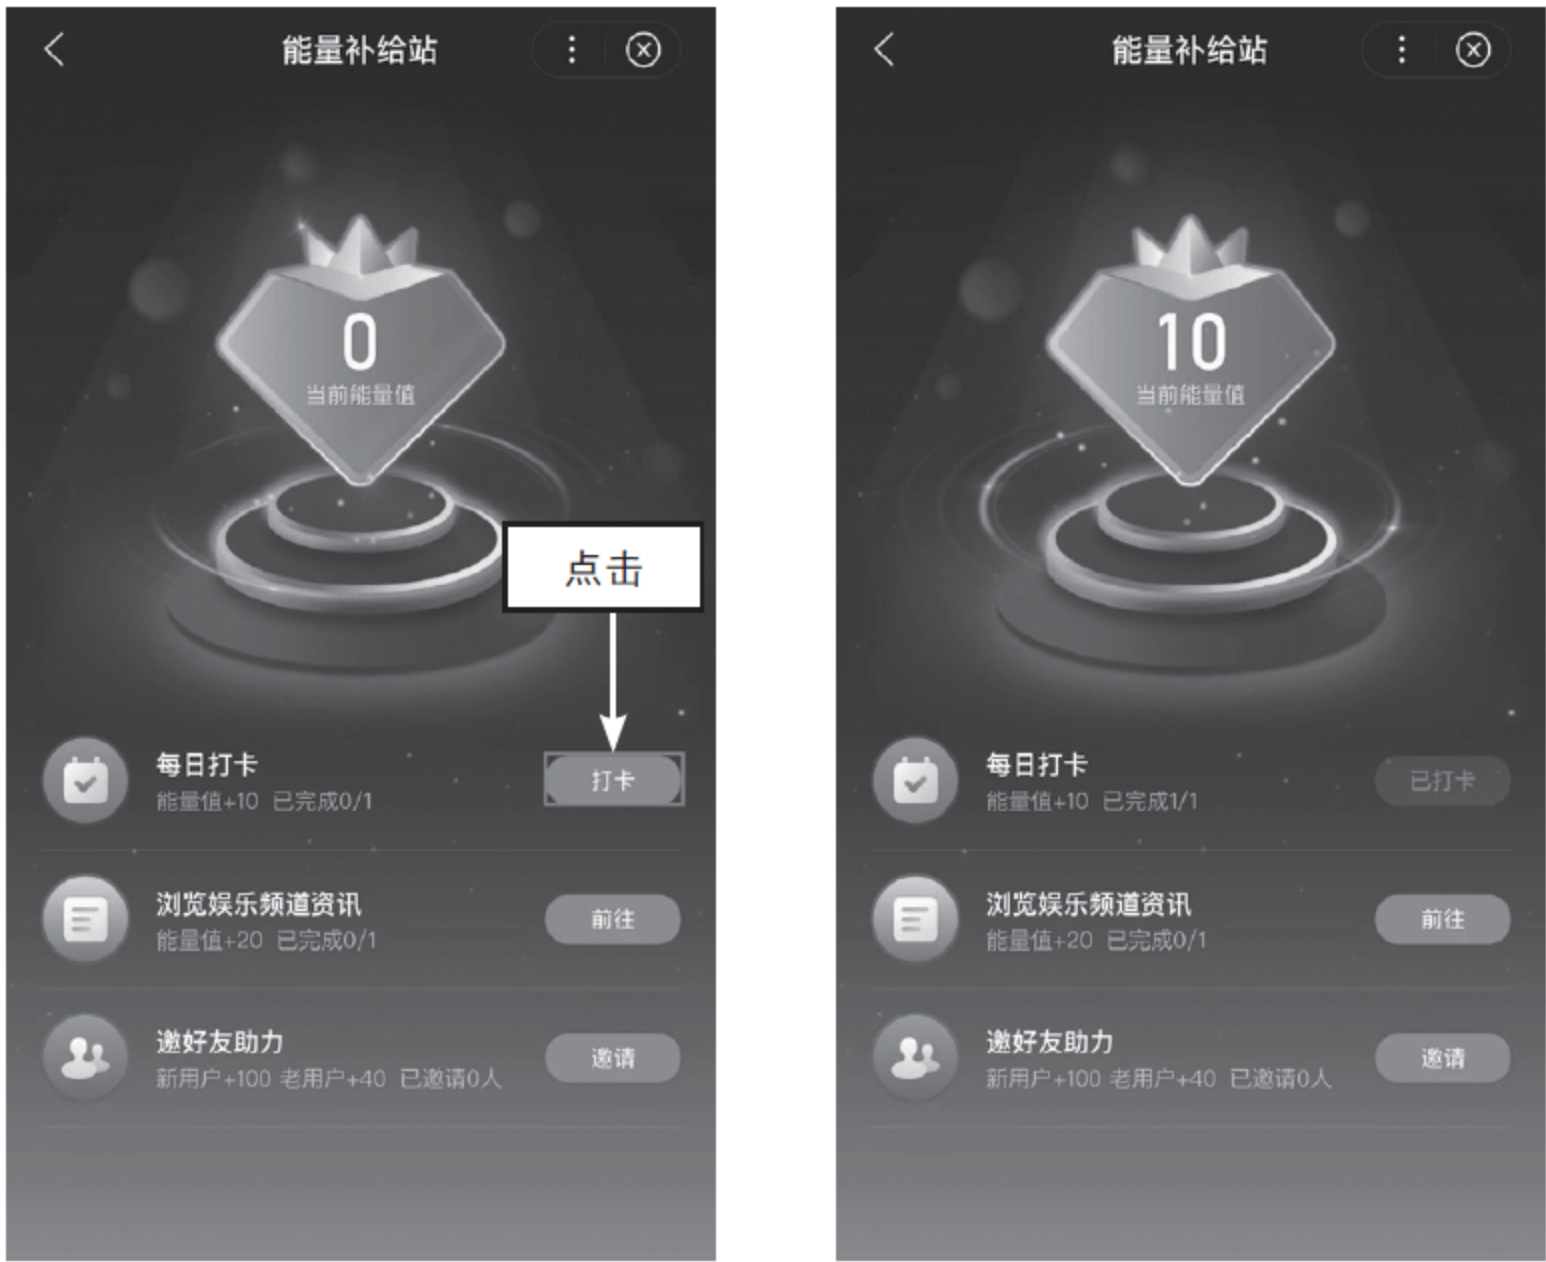 能量补给站
0
当前能量值
点击
每日打卡
能量值+10 已完成0/1
打卡
浏览娱乐频道资讯
能量值+20 已完成0/1
前往
邀好友助力
新用户+100 老用户+40 已邀请0人
邀请
能量补给站
10
当前能量值
每日打卡
能量值+10 已完成1/1
已打卡
浏览娱乐频道资讯
能量值+20 已完成0/1
前往
邀好友助力
新用户+100 老用户+40 已邀请0人
邀请